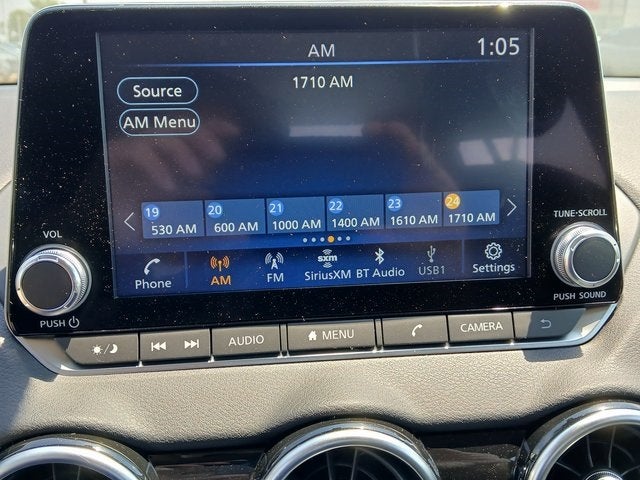 AM
1:05
1710 AM
Source
AM Menu
19 20 21 22 23 24
530 AM 600 AM 1000 AM 1400 AM 1610 AM 1710 AM
sxm
Phone AM FM SiriusXM BT Audio USB1 Settings
VOL
PUSH
TUNE·SCROLL
PUSH SOUND
AUDIO MENU CAMERA